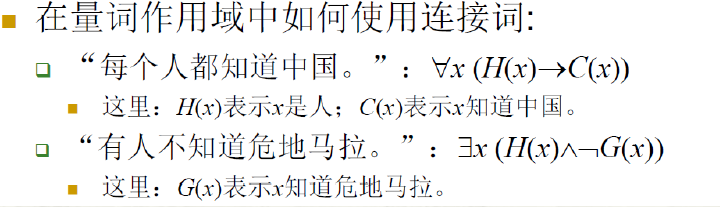 在量词作用域中如何使用连接词:
“每个人都知道中国。”：∀x (H(x)→C(x))
这里：H(x)表示x是人；C(x)表示x知道中国。
“有人不知道危地马拉。”：∃x (H(x)∧¬G(x))
这里：G(x)表示x知道危地马拉。